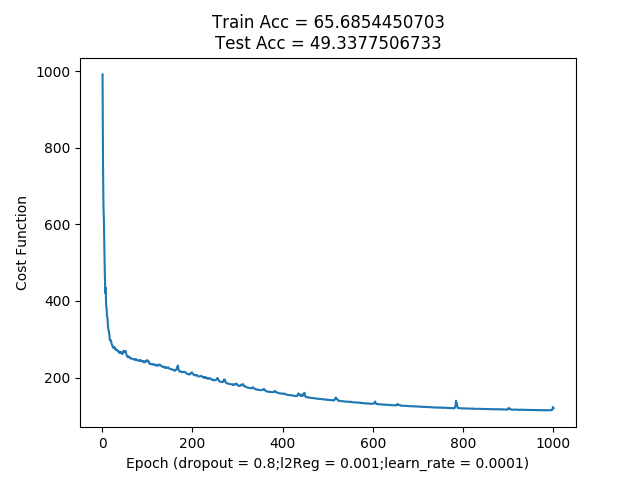 Train Acc = 65.6854450703
Test Acc = 49.3377506733
1000
800
600
400
200
Cost Function
0 200 400 600 800 1000
Epoch (dropout = 0.8;l2Reg = 0.001;learn_rate = 0.0001)